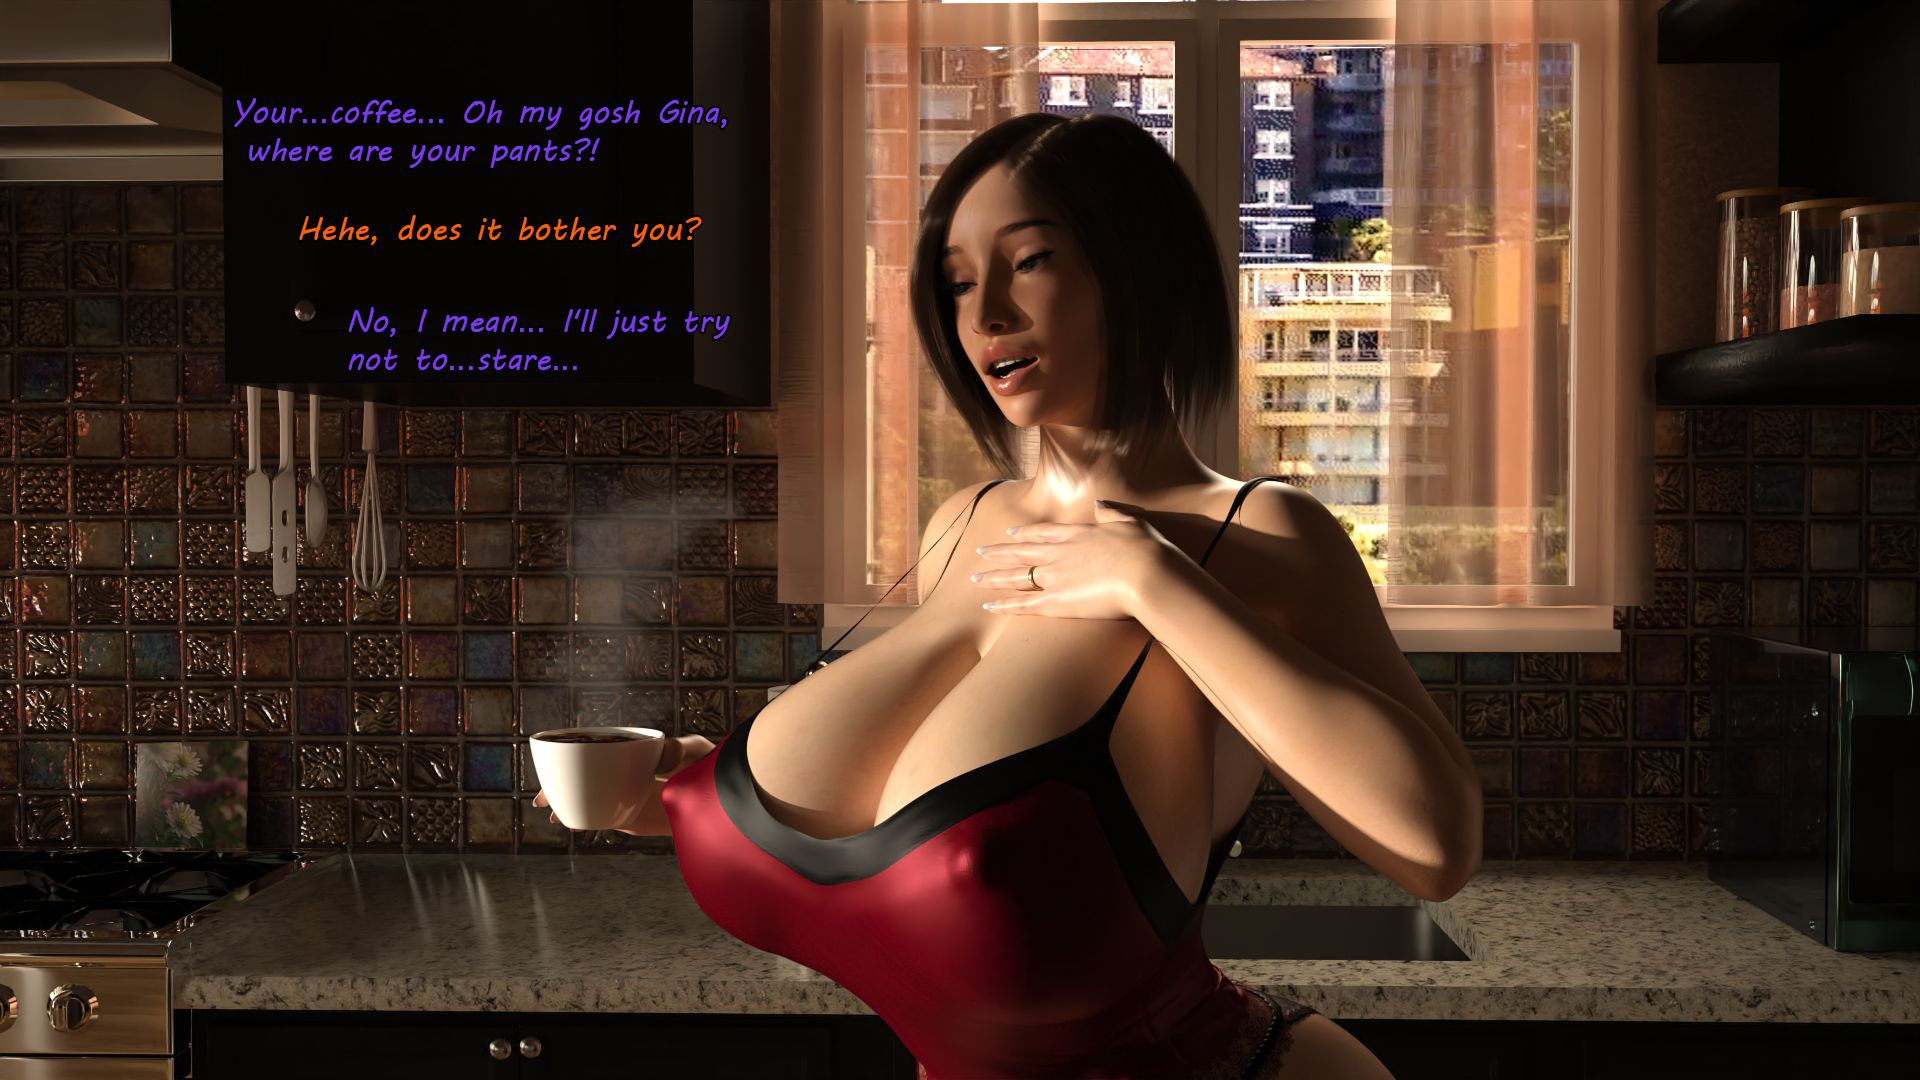 Your...coffee... Oh my gosh Gina,
where are your pants?!
Hehe, does it bother you?
No, I mean... I'll just try
not to...stare...